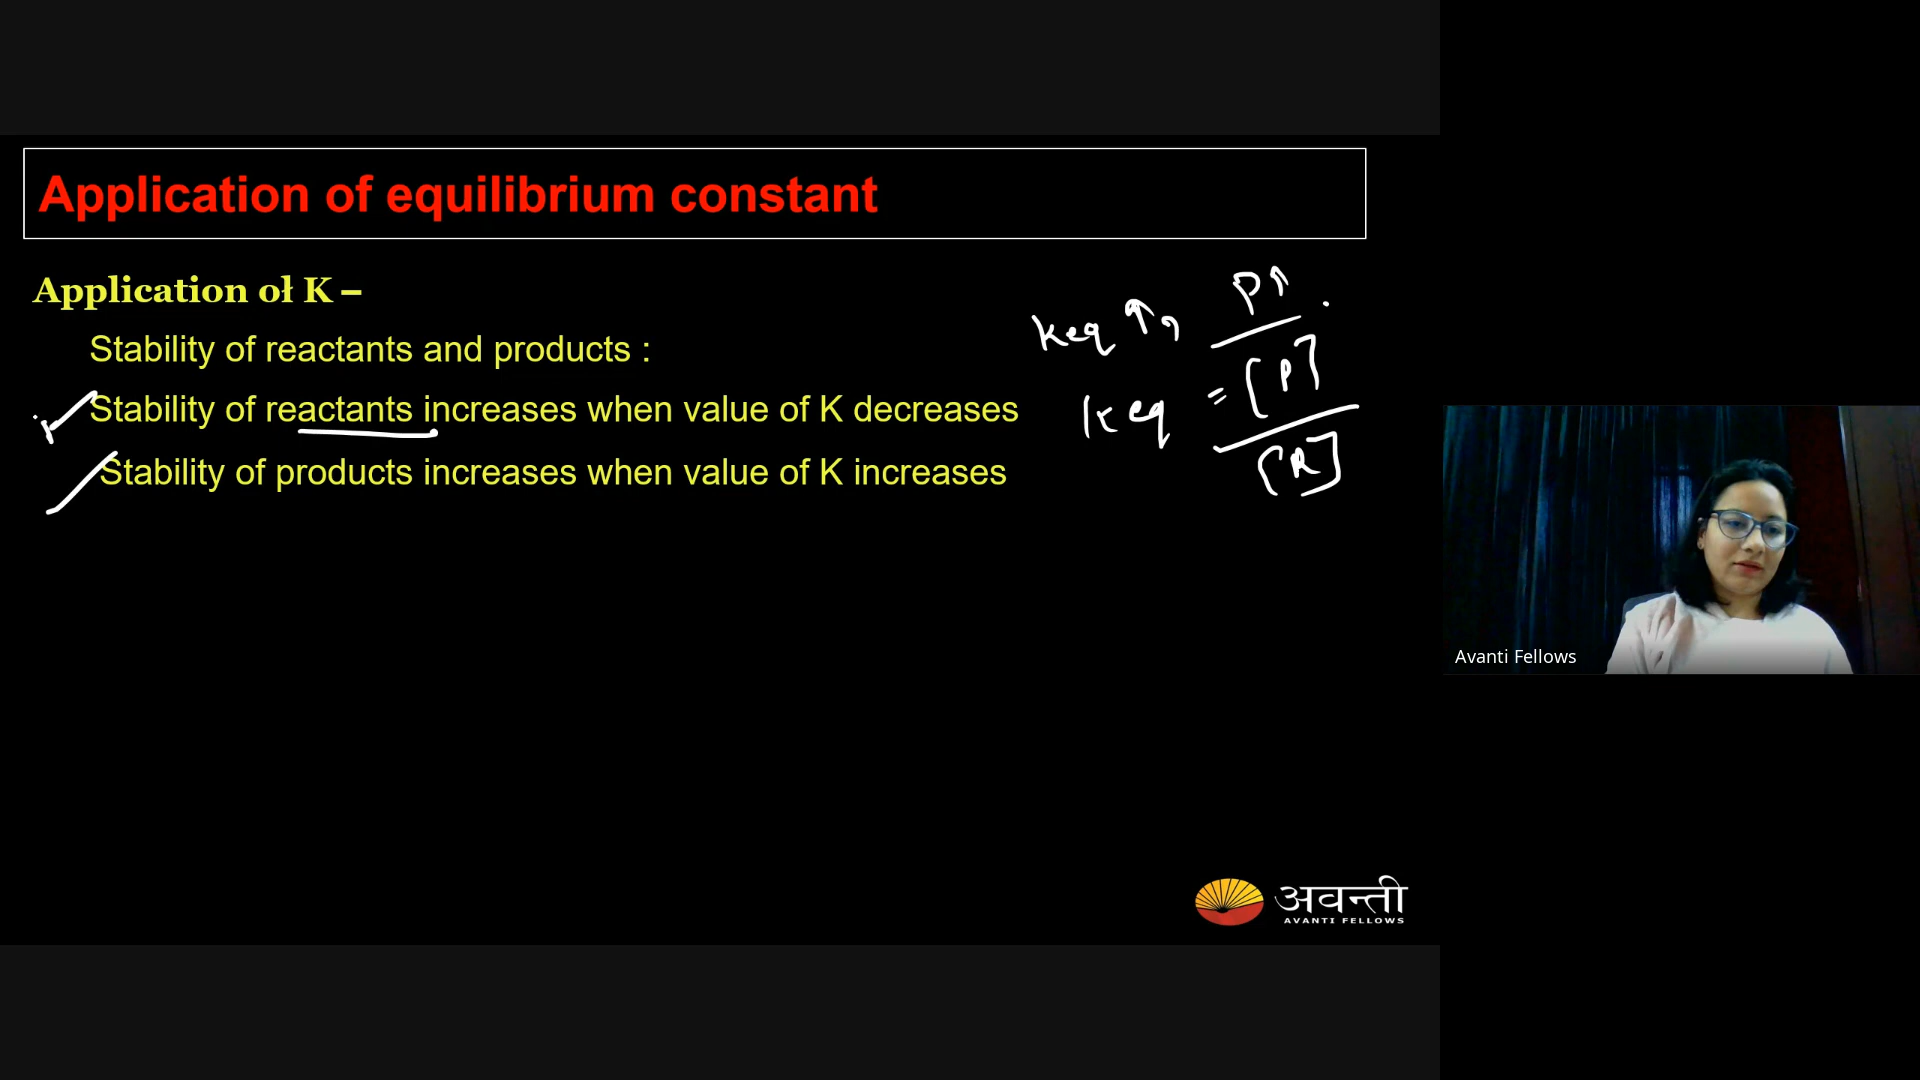 Application of equilibrium constant
Application of K –
Stability of reactants and products :
Stability of reactants increases when value of K decreases
Stability of products increases when value of K increases
Keq ↑, P↑
Keq = [P]
[R]
Avanti Fellows
अवन्ती
AVANTI FELLOWS